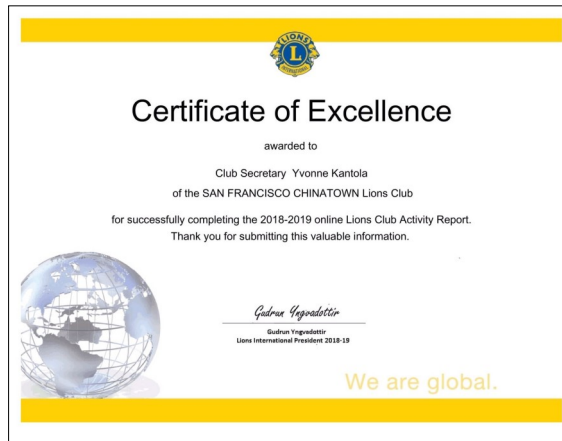 LIONS
L
INTERNATIONAL
Certificate of Excellence
awarded to
Club Secretary Yvonne Kantola
of the SAN FRANCISCO CHINATOWN Lions Club
for successfully completing the 2018-2019 online Lions Club Activity Report.
Thank you for submitting this valuable information.
Gudrun Yngvadottir
Gudrun Yngvadottir
Lions International President 2018-19
We are global.